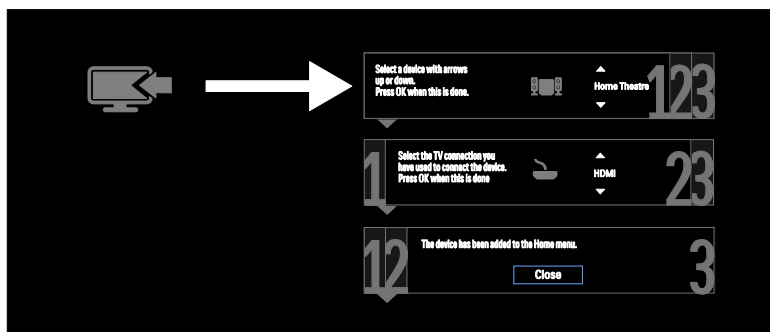 Select a device with arrows
up or down.
Press OK when this is done.
Home Theatre
123
1
Select the TV connection you
have used to connect the device.
Press OK when this is done
HDMI
23
12
The device has been added to the Home menu.
Close
3